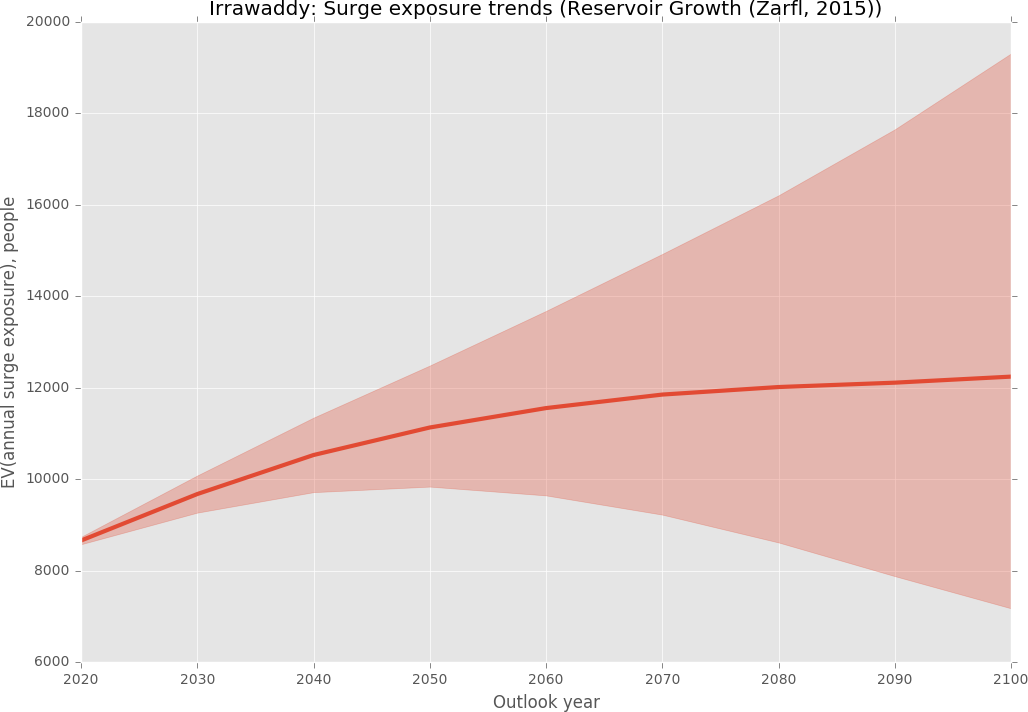 Irrawaddy: Surge exposure trends (Reservoir Growth (Zarfl, 2015))
20000
18000
16000
14000
12000
10000
8000
6000
EV(annual surge exposure), people
2020 2030 2040 2050 2060 2070 2080 2090 2100
Outlook year